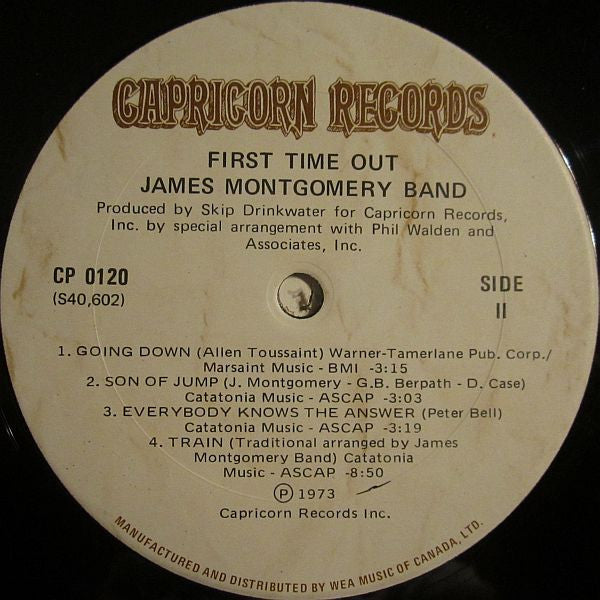 CAPRICORN RECORDS
FIRST TIME OUT
JAMES MONTGOMERY BAND
Produced by Skip Drinkwater for Capricorn Records,
Inc. by special arrangement with Phil Walden and
Associates, Inc.
CP 0120
(S40,602)
SIDE
II
1. GOING DOWN (Allen Toussaint) Warner-Tamerlane Pub. Corp./
Marsaint Music - BMI -3:15
2. SON OF JUMP (J. Montgomery - G.B. Berpath - D. Case)
Catatonia Music - ASCAP -3:03
3. EVERYBODY KNOWS THE ANSWER (Peter Bell)
Catatonia Music - ASCAP -3:19
4. TRAIN (Traditional arranged by James
Montgomery Band) Catatonia
Music - ASCAP -8:50
Ⓟ 1973
Capricorn Records Inc.
MANUFACTURED AND DISTRIBUTED BY WEA MUSIC OF CANADA, LTD.